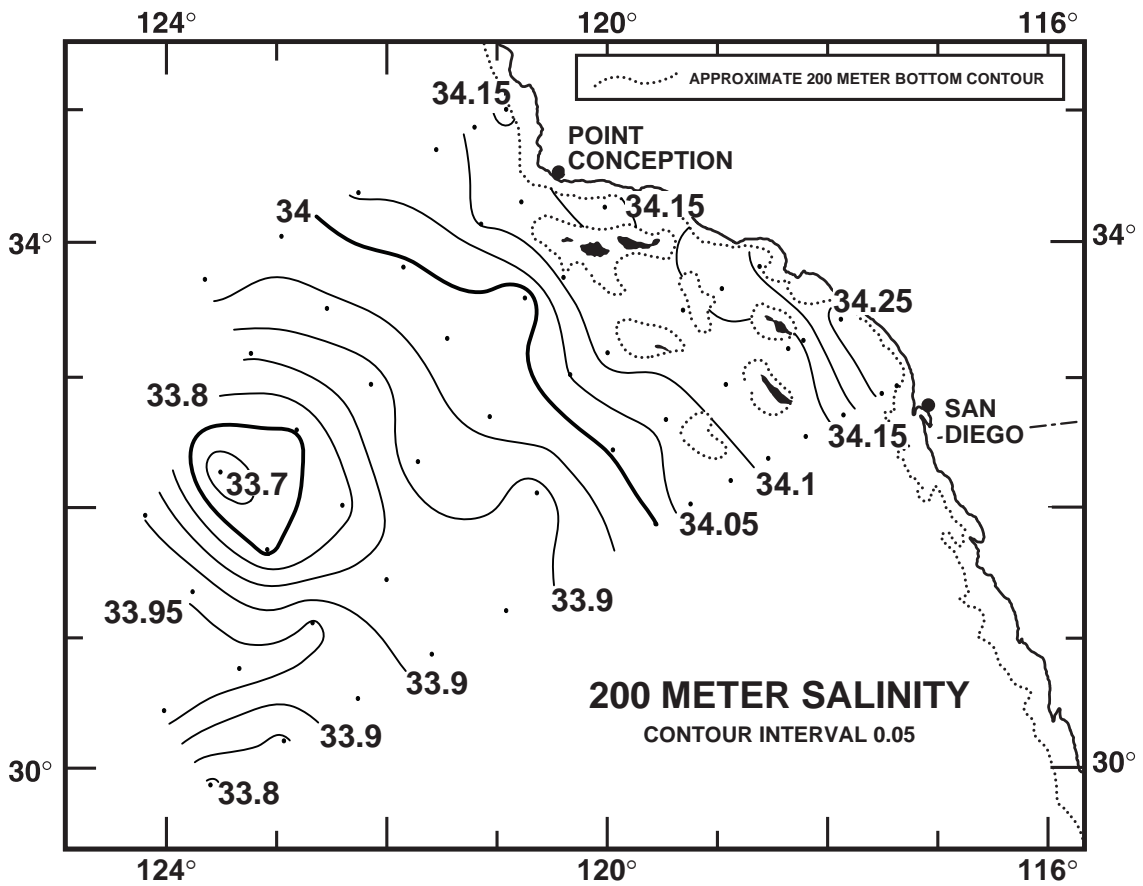 124° 120° 116°
APPROXIMATE 200 METER BOTTOM CONTOUR
34.15
POINT
CONCEPTION
34 34.15
34° 34°
34.25
33.8
SAN
DIEGO
34.15
33.7 34.1
34.05
33.95 33.9
33.9
200 METER SALINITY
CONTOUR INTERVAL 0.05
33.9
30° 30°
33.8
124° 120° 116°